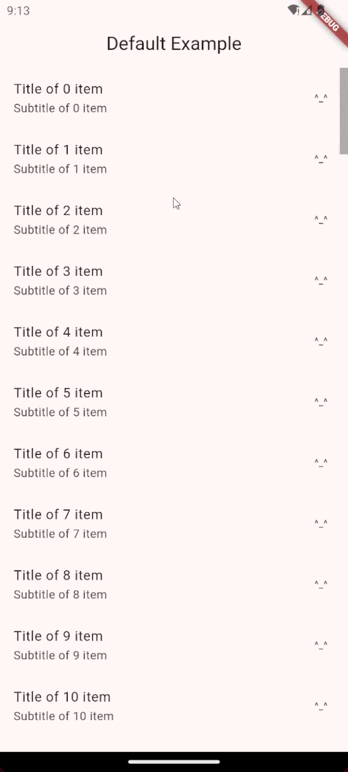 9:13
DEBUG
Default Example
Title of 0 item
Subtitle of 0 item
^_^
Title of 1 item
Subtitle of 1 item
^_^
Title of 2 item
Subtitle of 2 item
^_^
Title of 3 item
Subtitle of 3 item
^_^
Title of 4 item
Subtitle of 4 item
^_^
Title of 5 item
Subtitle of 5 item
^_^
Title of 6 item
Subtitle of 6 item
^_^
Title of 7 item
Subtitle of 7 item
^_^
Title of 8 item
Subtitle of 8 item
^_^
Title of 9 item
Subtitle of 9 item
^_^
Title of 10 item
Subtitle of 10 item
^_^